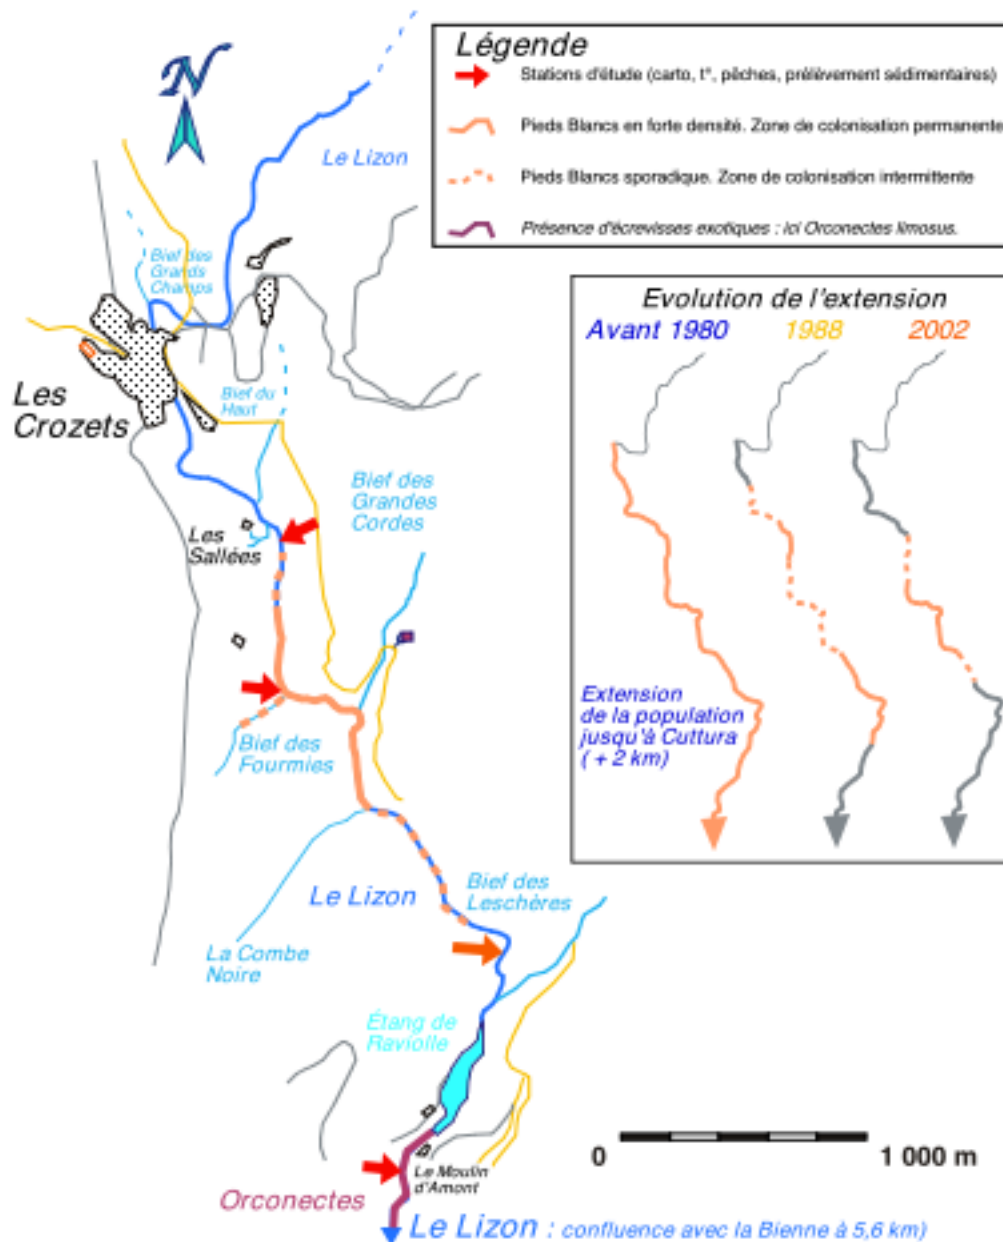 N
Légende
Stations d'étude (carto, t°, pêches, prélèvement sédimentaires)
Pieds Blancs en forte densité. Zone de colonisation permanente
Pieds Blancs sporadique. Zone de colonisation intermittente
Présence d'écrevisses exotiques : ici Orconectes limosus.
Le Lizon
Bief des
Grands
Champs
Les
Crozets
Bief du
Haut
Bief des
Grandes
Cordes
Les
Sallées
Bief des
Fourmies
Le Lizon
La Combe
Noire
Bief des
Leschères
Étang de
Raviolle
Le Moulin
d'Amont
Orconectes
Le Lizon : confluence avec la Bienne à 5,6 km)
Evolution de l'extension
Avant 1980 1988 2002
Extension
de la population
jusqu'à Cuttura
( + 2 km)
0 1 000 m